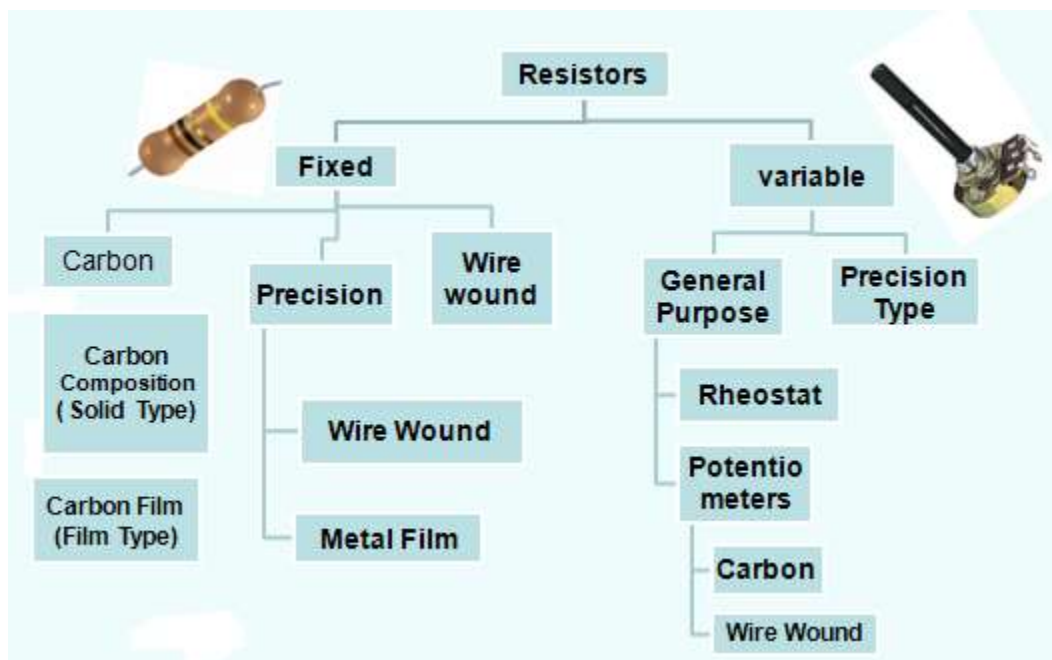 Resistors
Fixed
variable
Carbon
Precision
Wire
wound
General
Purpose
Precision
Type
Carbon
Composition
( Solid Type)
Carbon Film
(Film Type)
Wire Wound
Metal Film
Rheostat
Potentio
meters
Carbon
Wire Wound